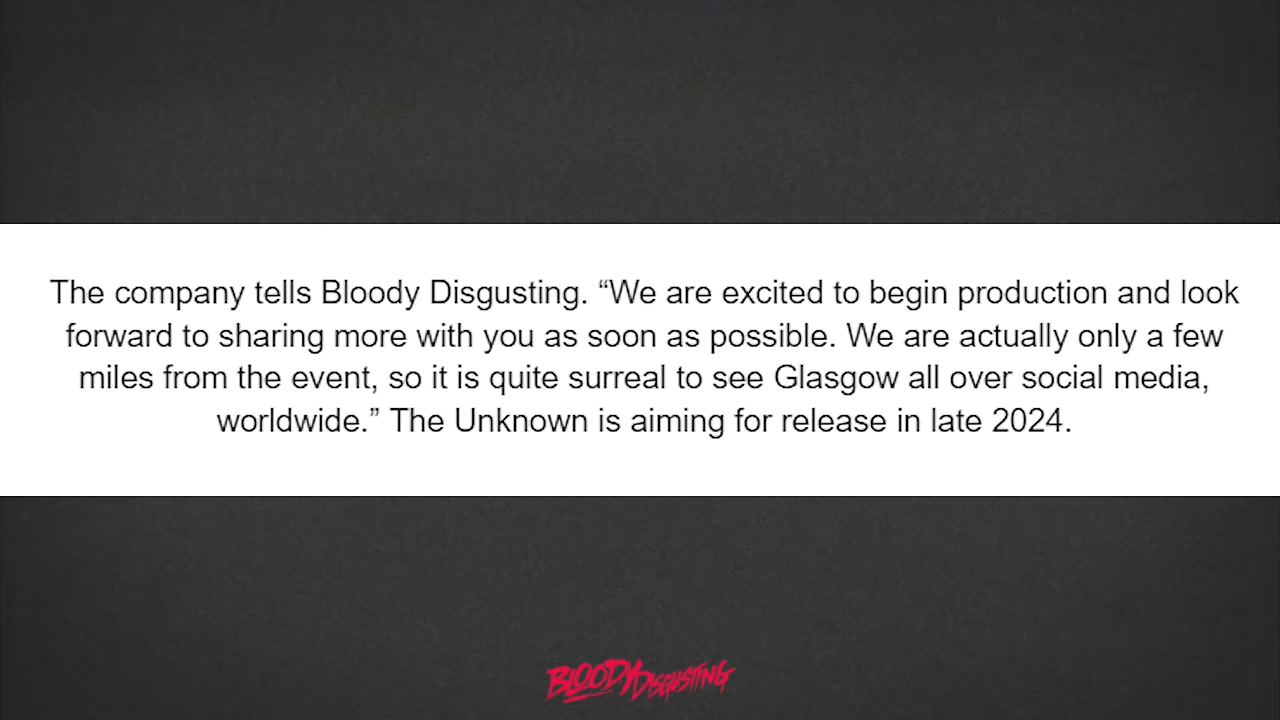 The company tells Bloody Disgusting. “We are excited to begin production and look
forward to sharing more with you as soon as possible. We are actually only a few
miles from the event, so it is quite surreal to see Glasgow all over social media,
worldwide.” The Unknown is aiming for release in late 2024.
BLOODY DISGUSTING